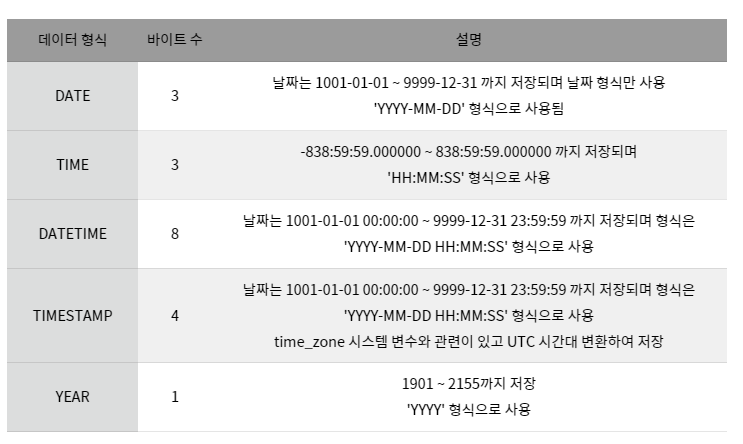 데이터 형식 바이트 수 설명
날짜는 1001-01-01 ~ 9999-12-31 까지 저장되며 날짜 형식만 사용
DATE 3
'YYYY-MM-DD' 형식으로 사용됨
-838:59:59.000000 ~ 838:59:59.000000 까지 저장되며
TIME 3
'HH:MM:SS' 형식으로 사용
날짜는 1001-01-01 00:00:00 ~ 9999-12-31 23:59:59 까지 저장되며 형식은
DATETIME 8
'YYYY-MM-DD HH:MM:SS' 형식으로 사용
날짜는 1001-01-01 00:00:00 ~ 9999-12-31 23:59:59 까지 저장되며 형식은
TIMESTAMP 4 'YYYY-MM-DD HH:MM:SS' 형식으로 사용
time_zone 시스템 변수와 관련이 있고 UTC 시간대 변환하여 저장
1901 ~ 2155까지 저장
YEAR 1
'YYYY' 형식으로 사용